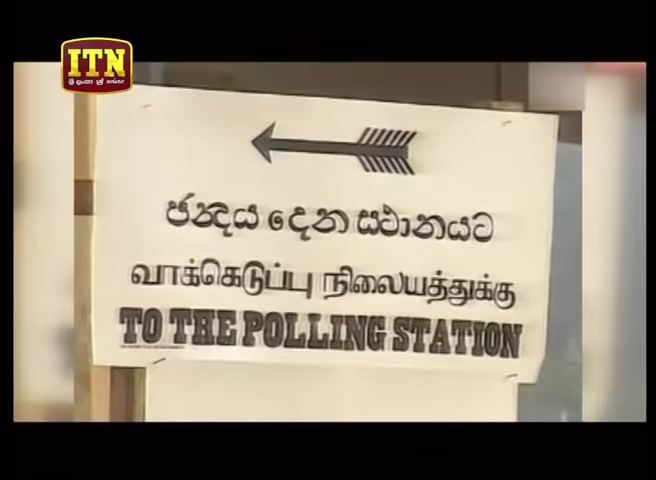 ITN
ඡන්දය දෙන ස්ථානයට
வாக்கெடுப்பு நிலையத்துக்கு
TO THE POLLING STATION